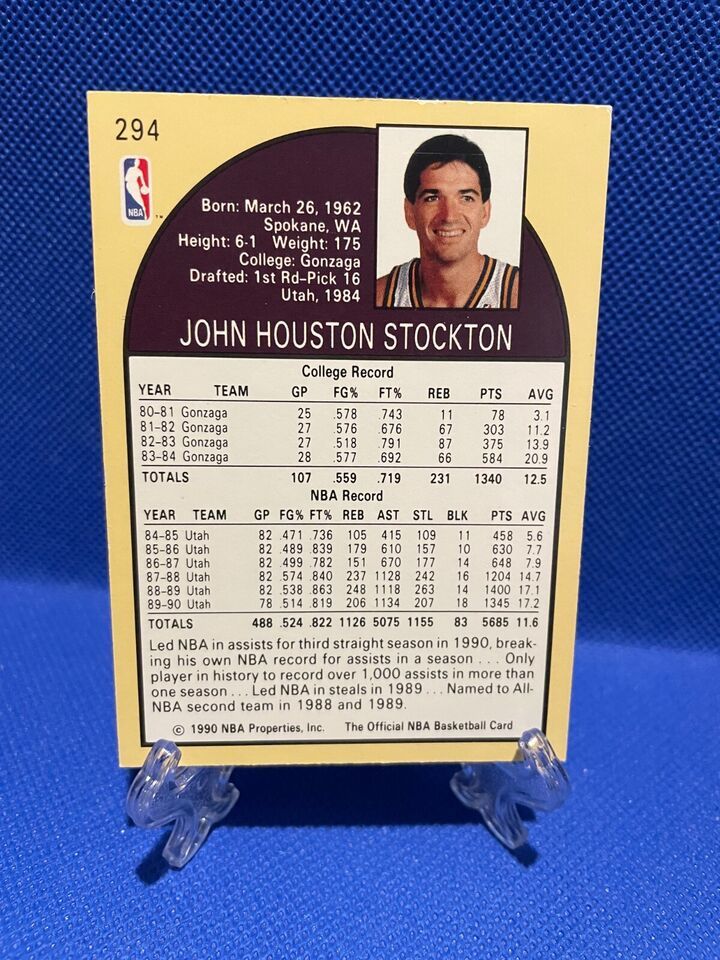 294
NBA
Born: March 26, 1962
Spokane, WA
Height: 6-1 Weight: 175
College: Gonzaga
Drafted: 1st Rd-Pick 16
Utah, 1984
JOHN HOUSTON STOCKTON
College Record
YEAR TEAM GP FG% FT% REB PTS AVG
80-81 Gonzaga 25 .578 .743 11 78 3.1
81-82 Gonzaga 27 .576 .676 67 303 11.2
82-83 Gonzaga 27 .518 .791 87 375 13.9
83-84 Gonzaga 28 .577 .692 66 584 20.9
TOTALS 107 .559 .719 231 1340 12.5
NBA Record
YEAR TEAM GP FG% FT% REB AST STL BLK PTS AVG
84-85 Utah 82 .471 .736 105 415 109 11 458 5.6
85-86 Utah 82 .489 .839 179 610 157 10 630 7.7
86-87 Utah 82 .499 .782 151 670 177 14 648 7.9
87-88 Utah 82 .574 .840 237 1128 242 16 1204 14.7
88-89 Utah 82 .538 .863 248 1118 263 14 1400 17.1
89-90 Utah 78 .514 .819 206 1134 207 18 1345 17.2
TOTALS 488 .524 .822 1126 5075 1155 83 5685 11.6
Led NBA in assists for third straight season in 1990, break-
ing his own NBA record for assists in a season . . . Only
player in history to record over 1,000 assists in more than
one season . . . Led NBA in steals in 1989 . . . Named to All-
NBA second team in 1988 and 1989.
© 1990 NBA Properties, Inc. The Official NBA Basketball Card